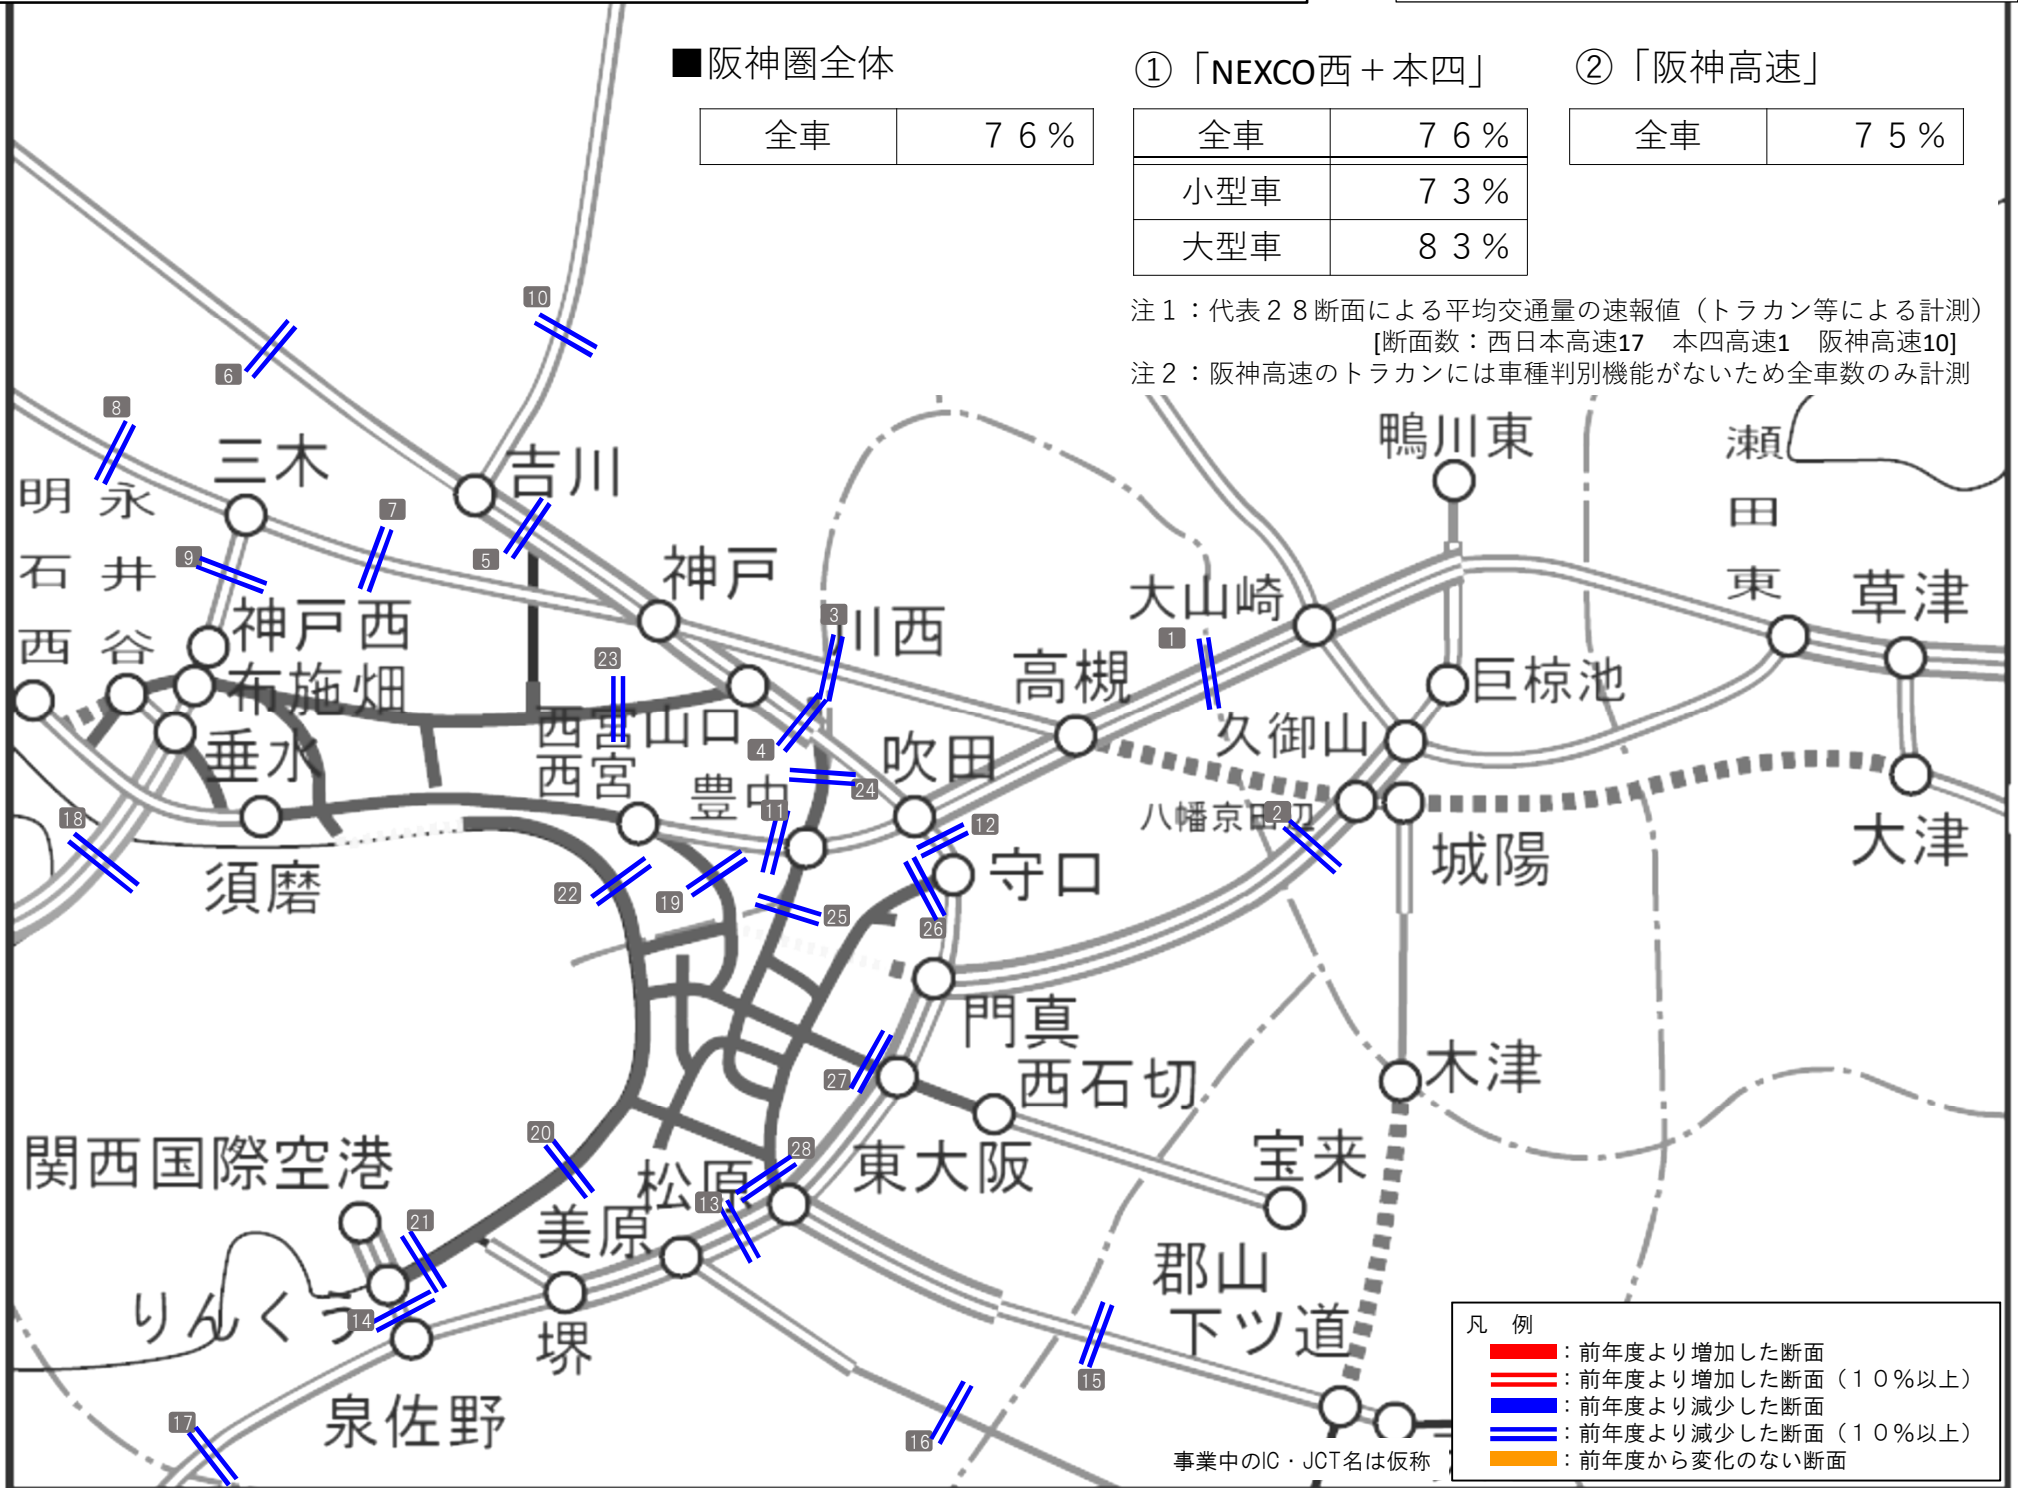 ■阪神圏全体
全車 ７６%
①「NEXCO西＋本四」
全車 ７６%
小型車 ７３%
大型車 ８３%
②「阪神高速」
全車 ７５%
注１：代表２８断面による平均交通量の速報値（トラカン等による計測）
[断面数：西日本高速17　本四高速1　阪神高速10]
注２：阪神高速のトラカンには車種判別機能がないため全車数のみ計測
10
6
8
三木
吉川
鴨川東
瀬田東
明石西
永井谷
7
5
9
神戸
神戸西
布施畑
3
川西
大山崎
1
草津
23
高槻
巨椋池
西宮山口
4
久御山
垂水
西宮
豊中
吹田
24
11
八幡京田辺
2
18
12
城陽
大津
須磨
22
19
守口
25
26
門真
27
西石切
木津
20
関西国際空港
28
松原
東大阪
宝来
13
21
美原
りんくう
14
郡山
下ツ道
堺
15
泉佐野
17
16
事業中のIC・JCT名は仮称
凡　例
：前年度より増加した断面
：前年度より増加した断面（１０%以上）
：前年度より減少した断面
：前年度より減少した断面（１０%以上）
：前年度から変化のない断面